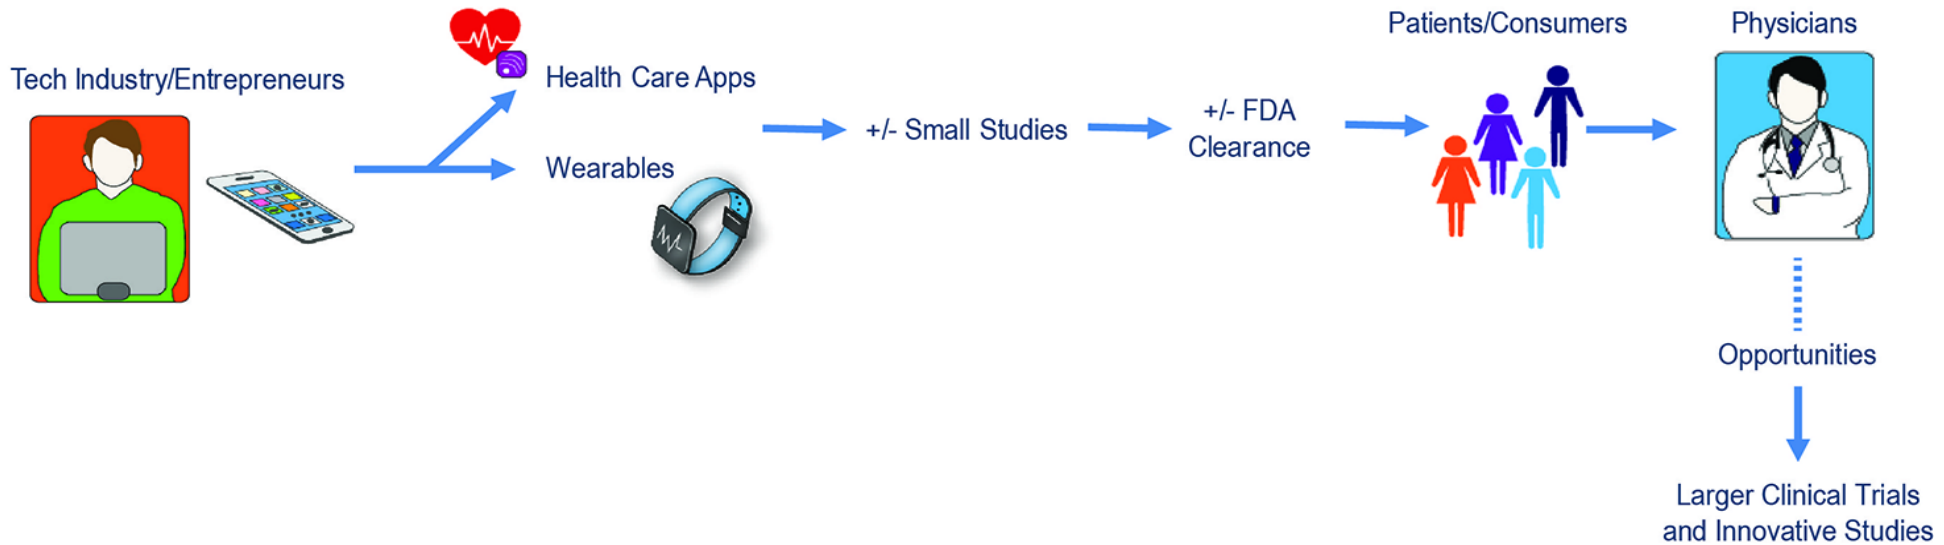 Tech Industry/Entrepreneurs
Health Care Apps
Wearables
+/- Small Studies
+/- FDA
Clearance
Patients/Consumers
Physicians
Opportunities
Larger Clinical Trials
and Innovative Studies